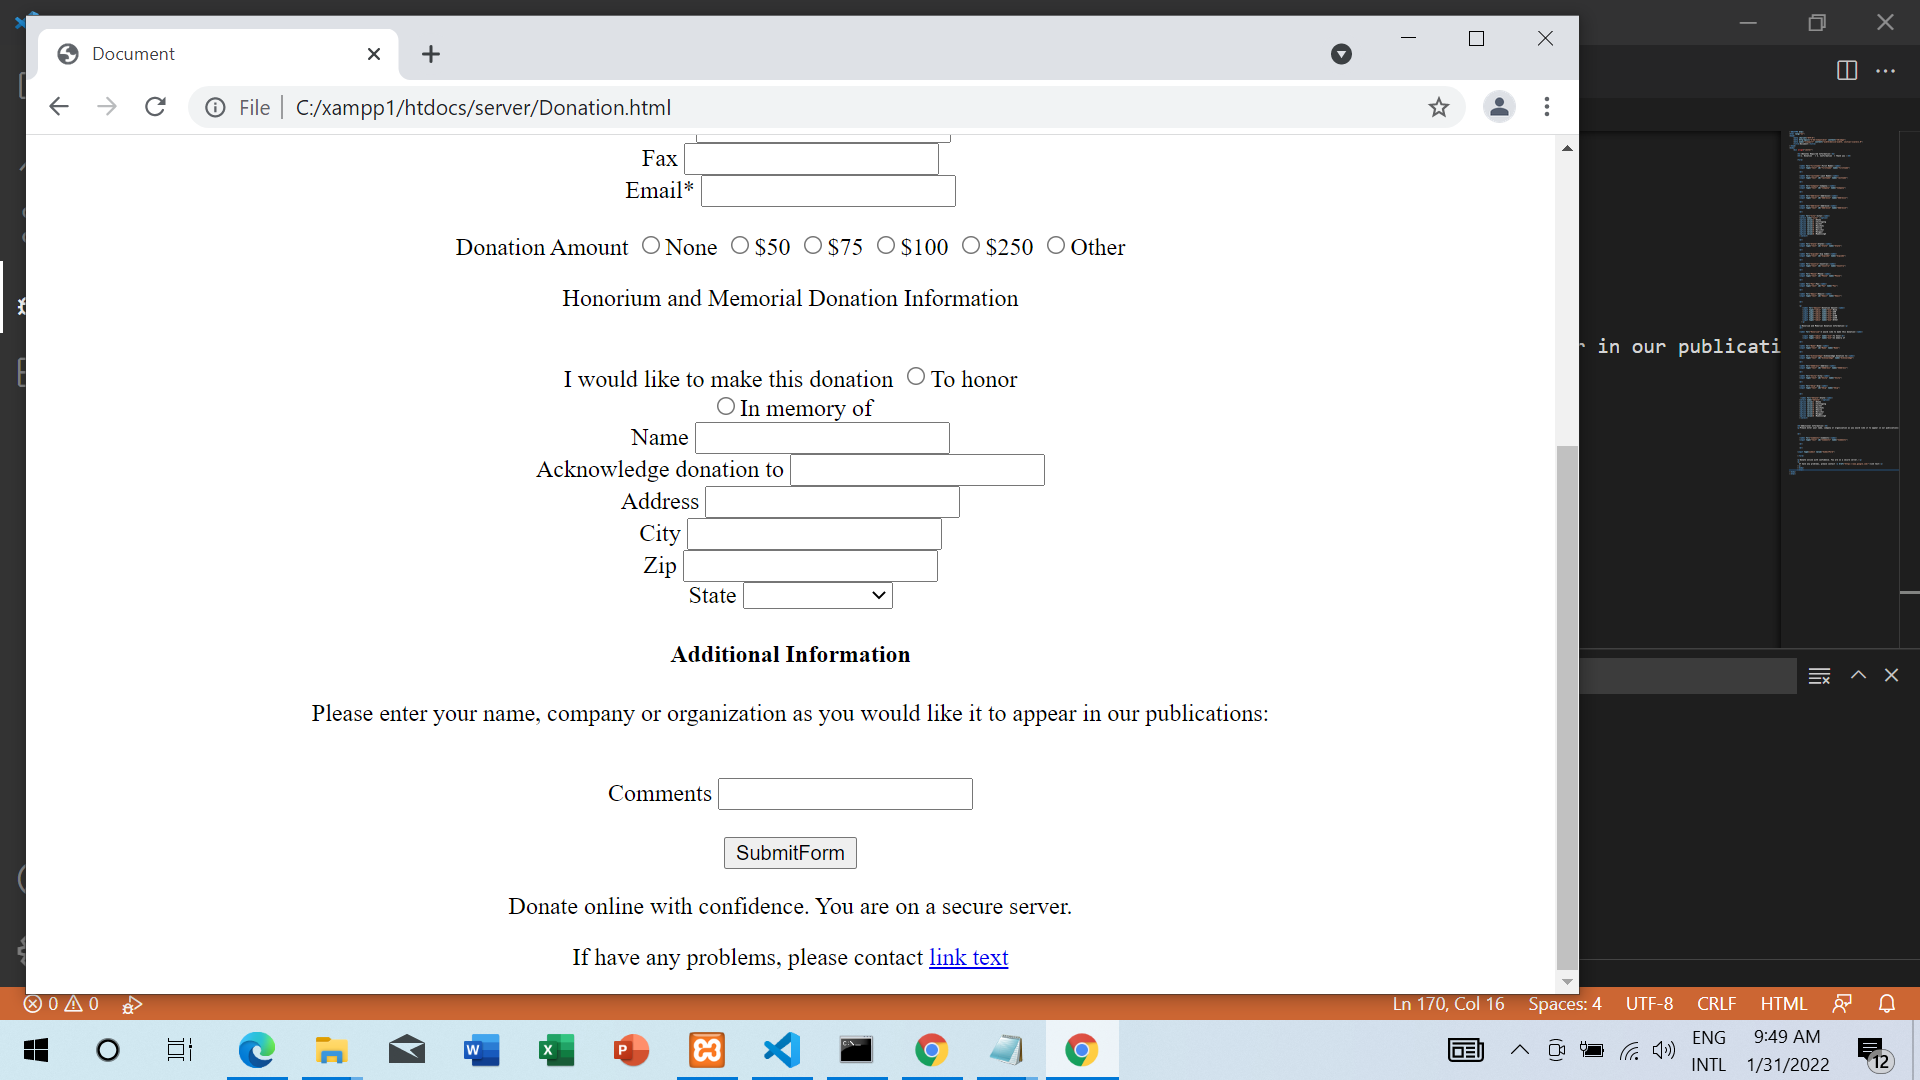 Document
File
C:/xampp1/htdocs/server/Donation.html
Fax
Email*
Donation Amount None $50 $75 $100 $250 Other
Honorium and Memorial Donation Information
in our publicati
I would like to make this donation To honor
In memory of
Name
Acknowledge donation to
Address
City
Zip
State
Additional Information
Please enter your name, company or organization as you would like it to appear in our publications:
Comments
SubmitForm
Donate online with confidence. You are on a secure server.
If have any problems, please contact link text
0 0
Ln 170, Col 16 Spaces: 4 UTF-8 CRLF HTML
ENG
INTL
9:49 AM
1/31/2022
12